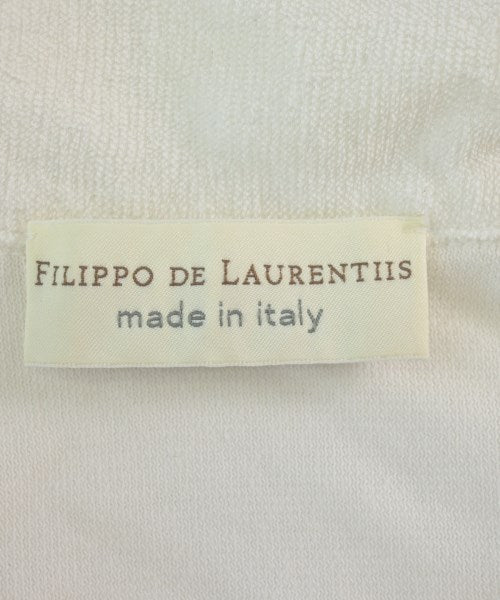 FILIPPO DE LAURENTIIS
made in italy